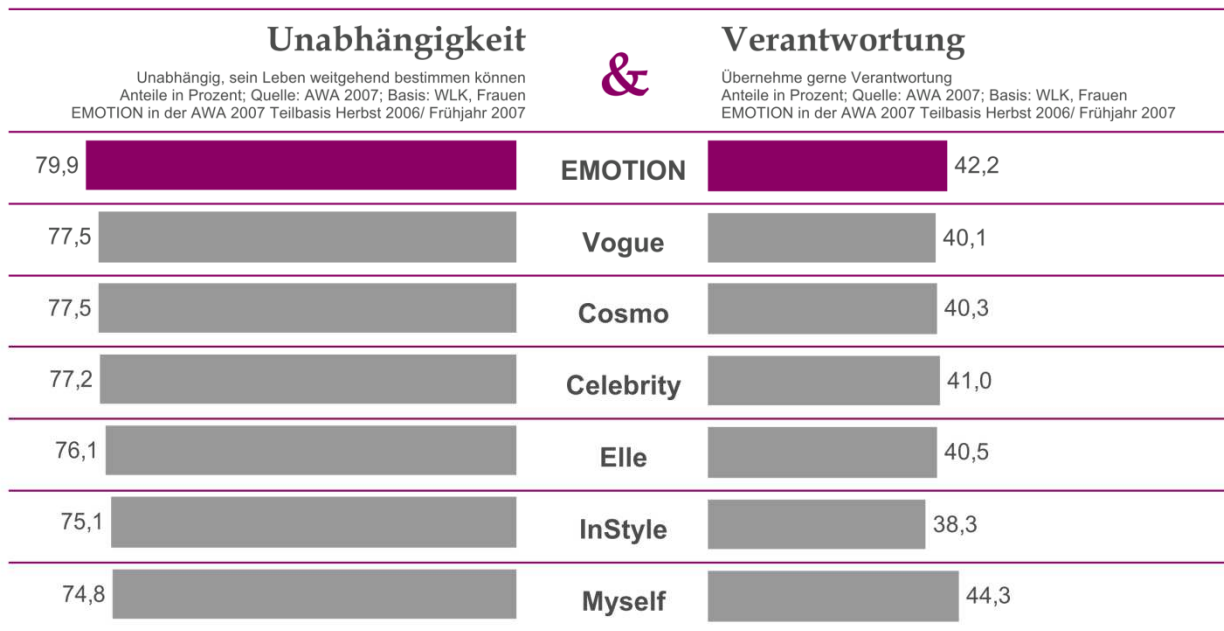 Unabhängigkeit
Unabhängig, sein Leben weitgehend bestimmen können
Anteile in Prozent; Quelle: AWA 2007; Basis: WLK, Frauen
EMOTION in der AWA 2007 Teilbasis Herbst 2006/ Frühjahr 2007
&
Verantwortung
Übernehme gerne Verantwortung
Anteile in Prozent; Quelle: AWA 2007; Basis: WLK, Frauen
EMOTION in der AWA 2007 Teilbasis Herbst 2006/ Frühjahr 2007
79,9 EMOTION 42,2
77,5 Vogue 40,1
77,5 Cosmo 40,3
77,2 Celebrity 41,0
76,1 Elle 40,5
75,1 InStyle 38,3
74,8 Myself 44,3